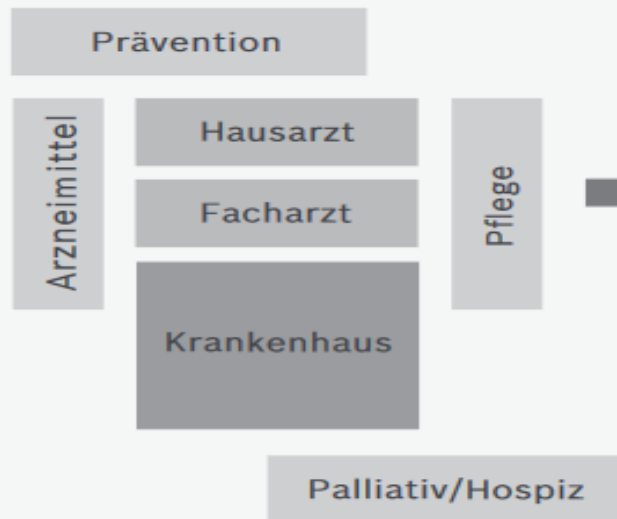 Prävention
Arzneimittel
Hausarzt
Facharzt
Pflege
Krankenhaus
Palliativ/Hospiz